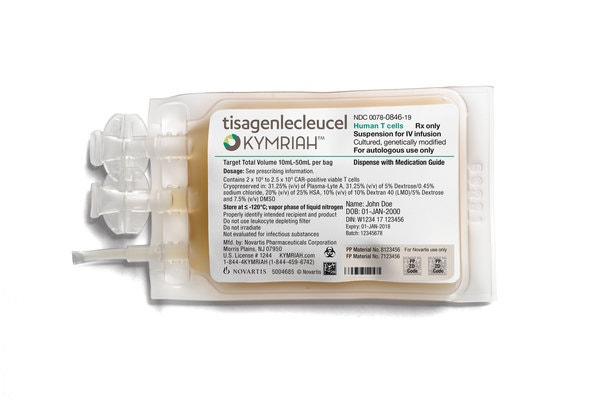 tisagenlecleucel
KYMRIAH™
NDC 0078-0846-19
Human T cells Rx only
Suspension for IV infusion
Cultured, genetically modified
For autologous use only
Target Total Volume 10mL-50mL per bag
Dispense with Medication Guide
Dosage: See prescribing information.
Contains 2 x 10⁶ to 2.5 x 10⁸ CAR-positive viable T cells
Cryopreserved in: 31.25% (v/v) of Plasma-Lyte A, 31.25% (v/v) of 5% Dextrose/0.45%
sodium chloride, 20% (v/v) of 25% HSA, 10% (v/v) of 10% Dextran 40 (LMD)/5% Dextrose
and 7.5% (v/v) DMSO
Store at ≤ -120°C; vapor phase of liquid nitrogen
Properly identify intended recipient and product
Do not use leukocyte depleting filter
Do not irradiate
Not evaluated for infectious substances
Name: John Doe
DOB: 01-JAN-2000
DIN: W1234 17 123456
Expiry: 01-JAN-2018
Batch: 12345678
Mfd. by: Novartis Pharmaceuticals Corporation
Morris Plains, NJ 07950
U.S. License # 1244 KYMRIAH.com
1-844-4KYMRIAH (1-844-459-6742)
NOVARTIS 5004685 © Novartis
PP Material No: 8123456 For Novartis use only
FP Material No: 7123456
PP
2D
Code
FP
2D
Code